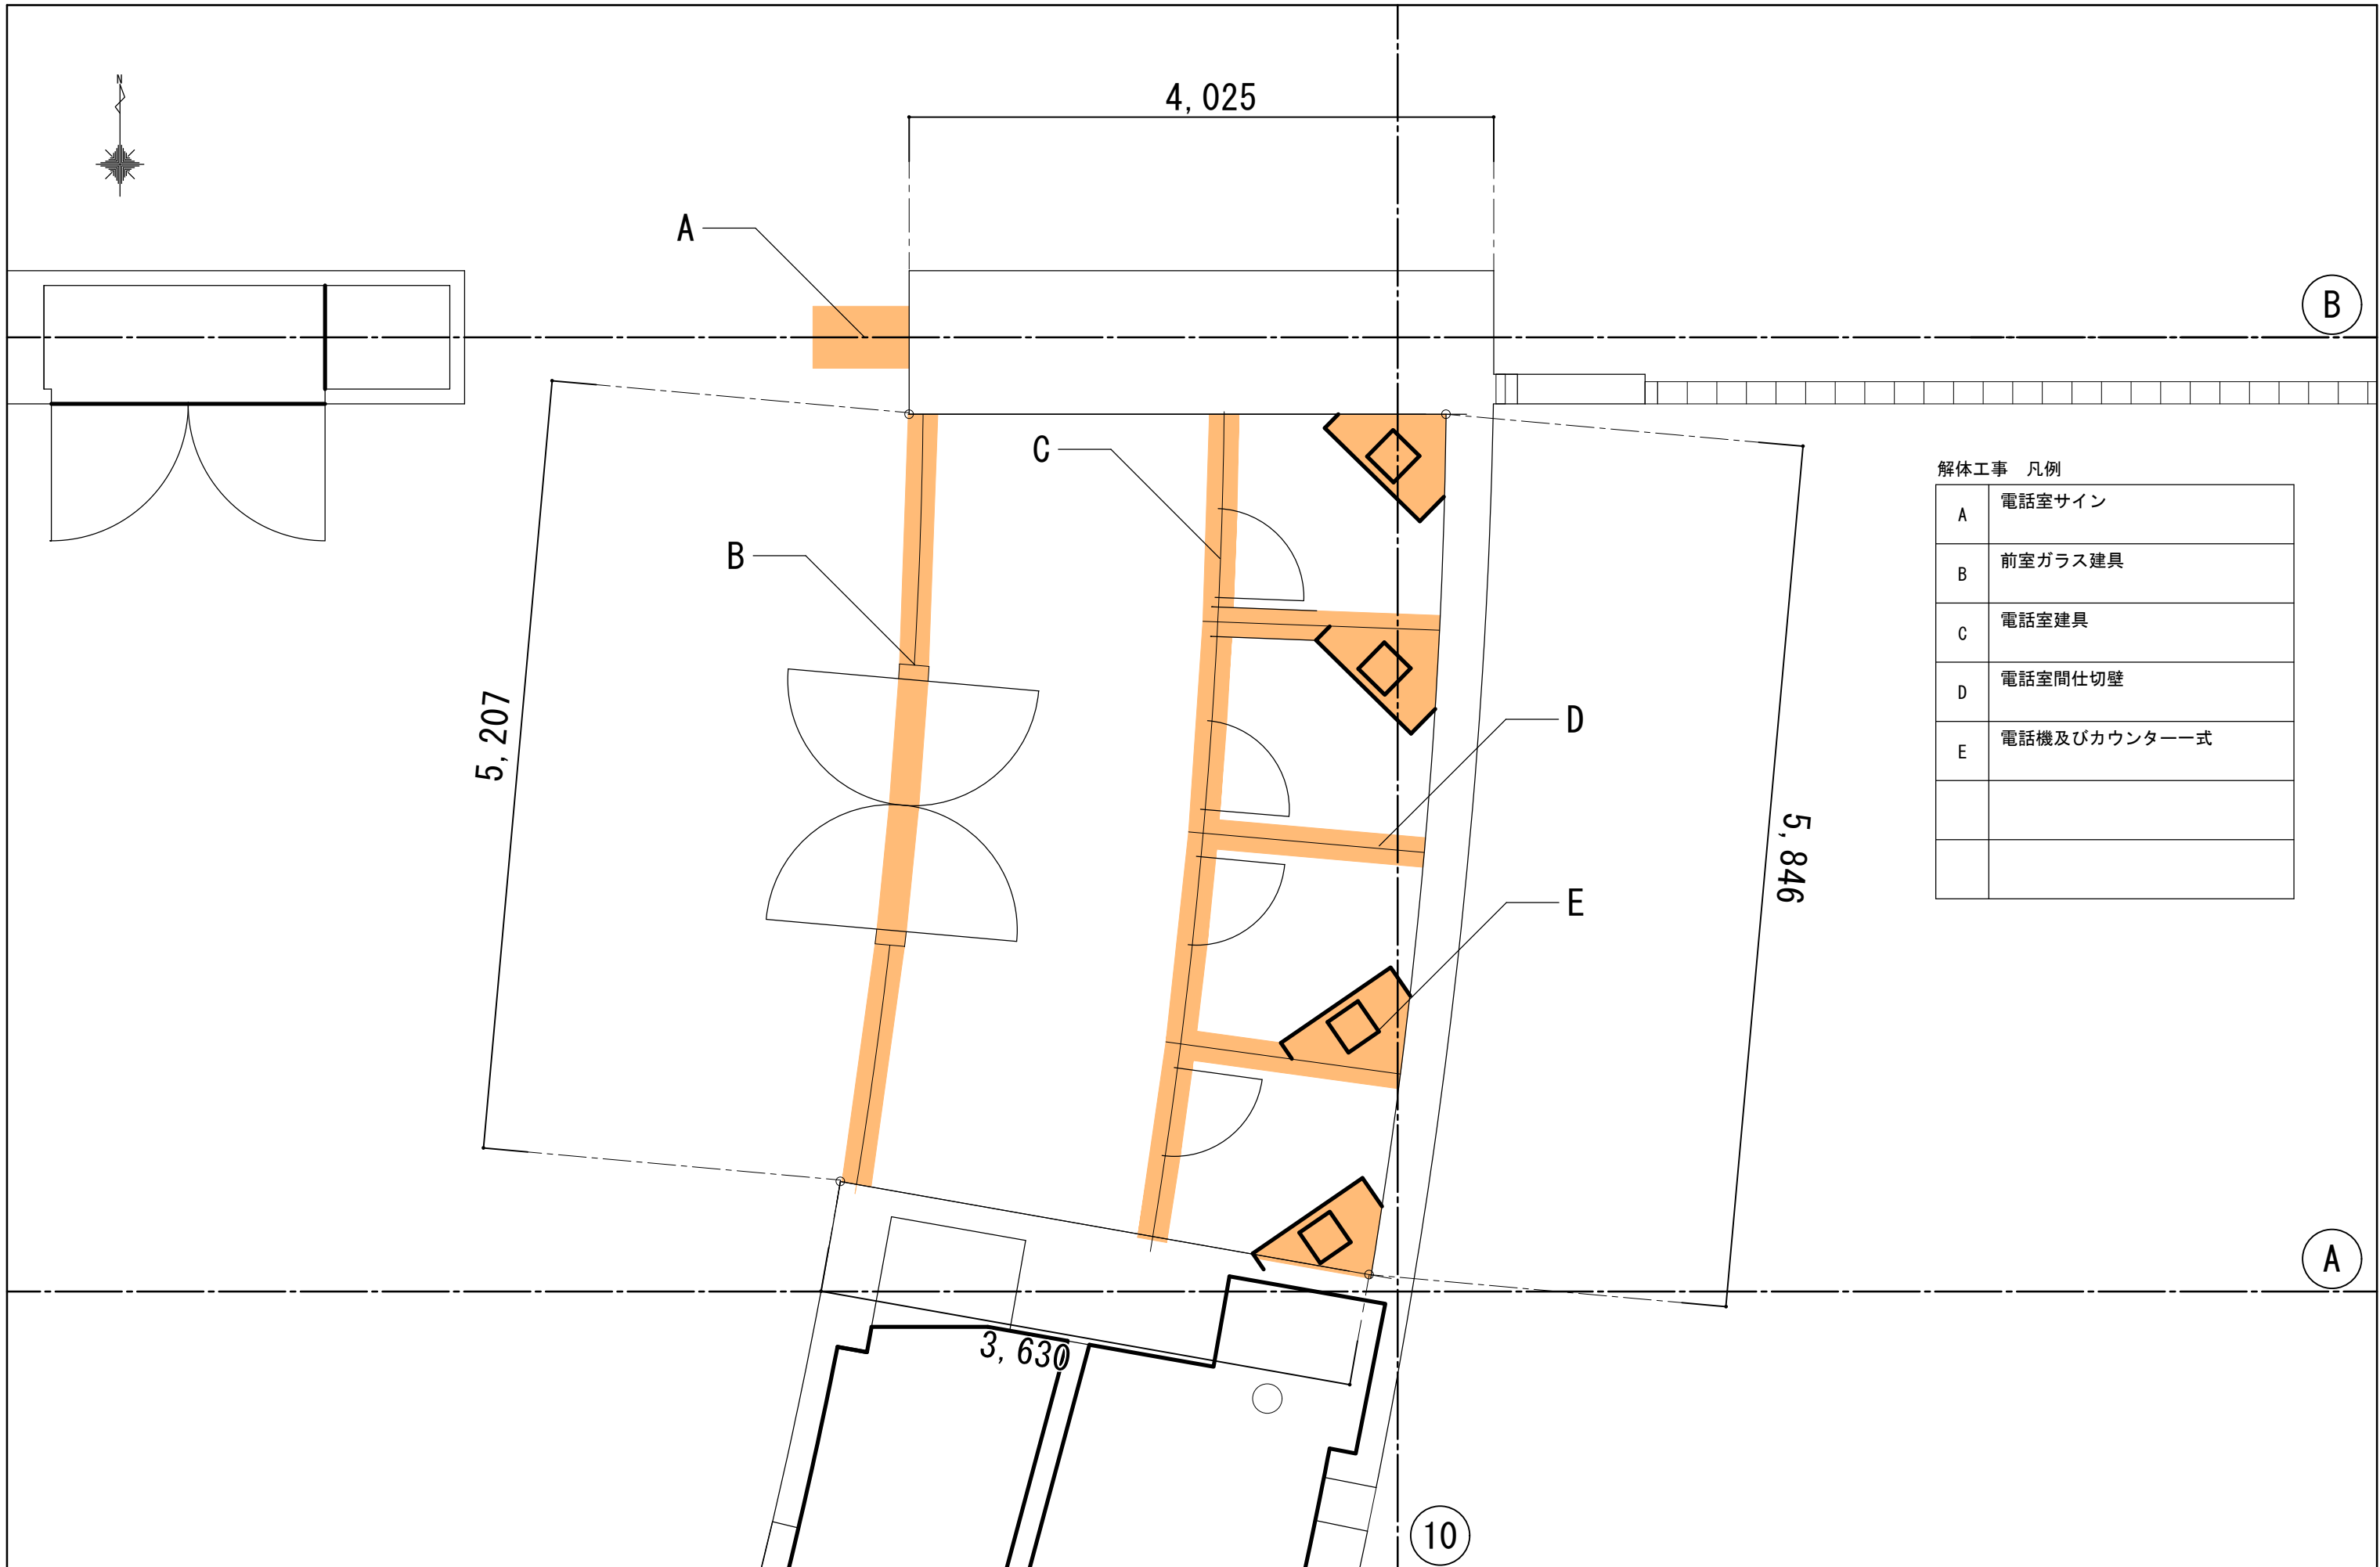 N
4,025
A
B
C
B
5,207
D
E
5,846
解体工事 凡例
A 電話室サイン
B 前室ガラス建具
C 電話室建具
D 電話室間仕切壁
E 電話機及びカウンター一式
A
3,630
10